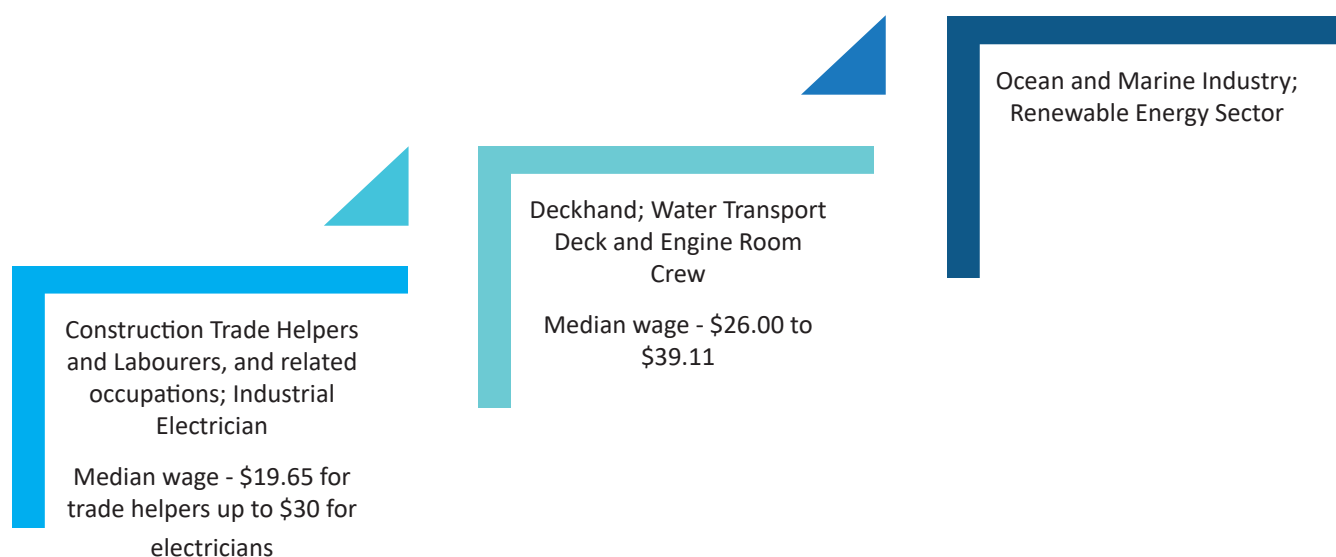 Construction Trade Helpers
and Labourers, and related
occupations; Industrial
Electrician
Median wage - $19.65 for
trade helpers up to $30 for
electricians
Deckhand; Water Transport
Deck and Engine Room
Crew
Median wage - $26.00 to
$39.11
Ocean and Marine Industry;
Renewable Energy Sector